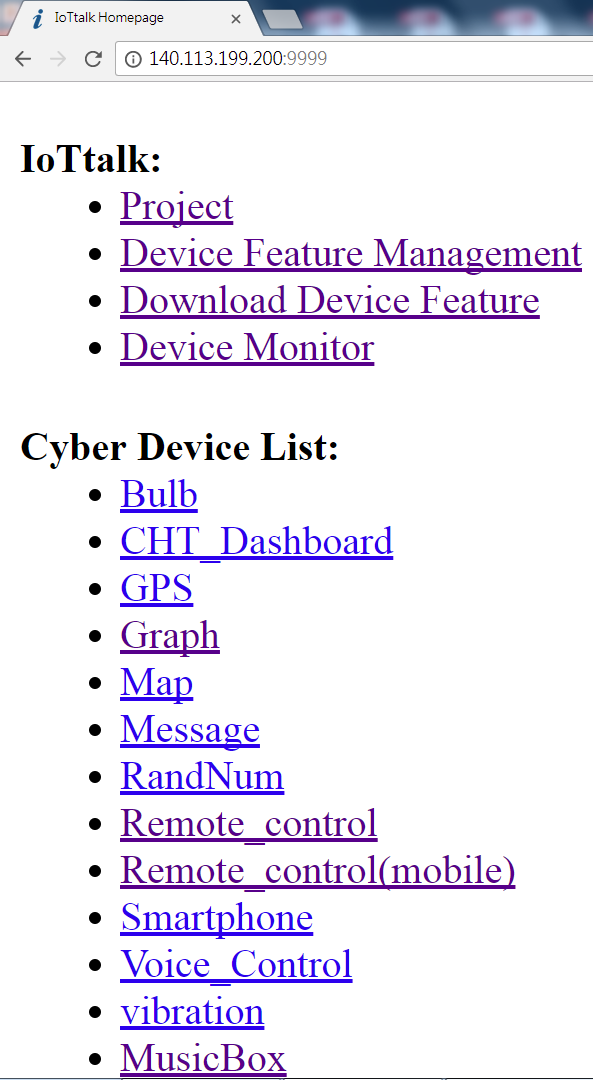 IoTtalk Homepage
140.113.199.200:9999
IoTtalk:
Project
Device Feature Management
Download Device Feature
Device Monitor
Cyber Device List:
Bulb
CHT_Dashboard
GPS
Graph
Map
Message
RandNum
Remote_control
Remote_control(mobile)
Smartphone
Voice_Control
vibration
MusicBox